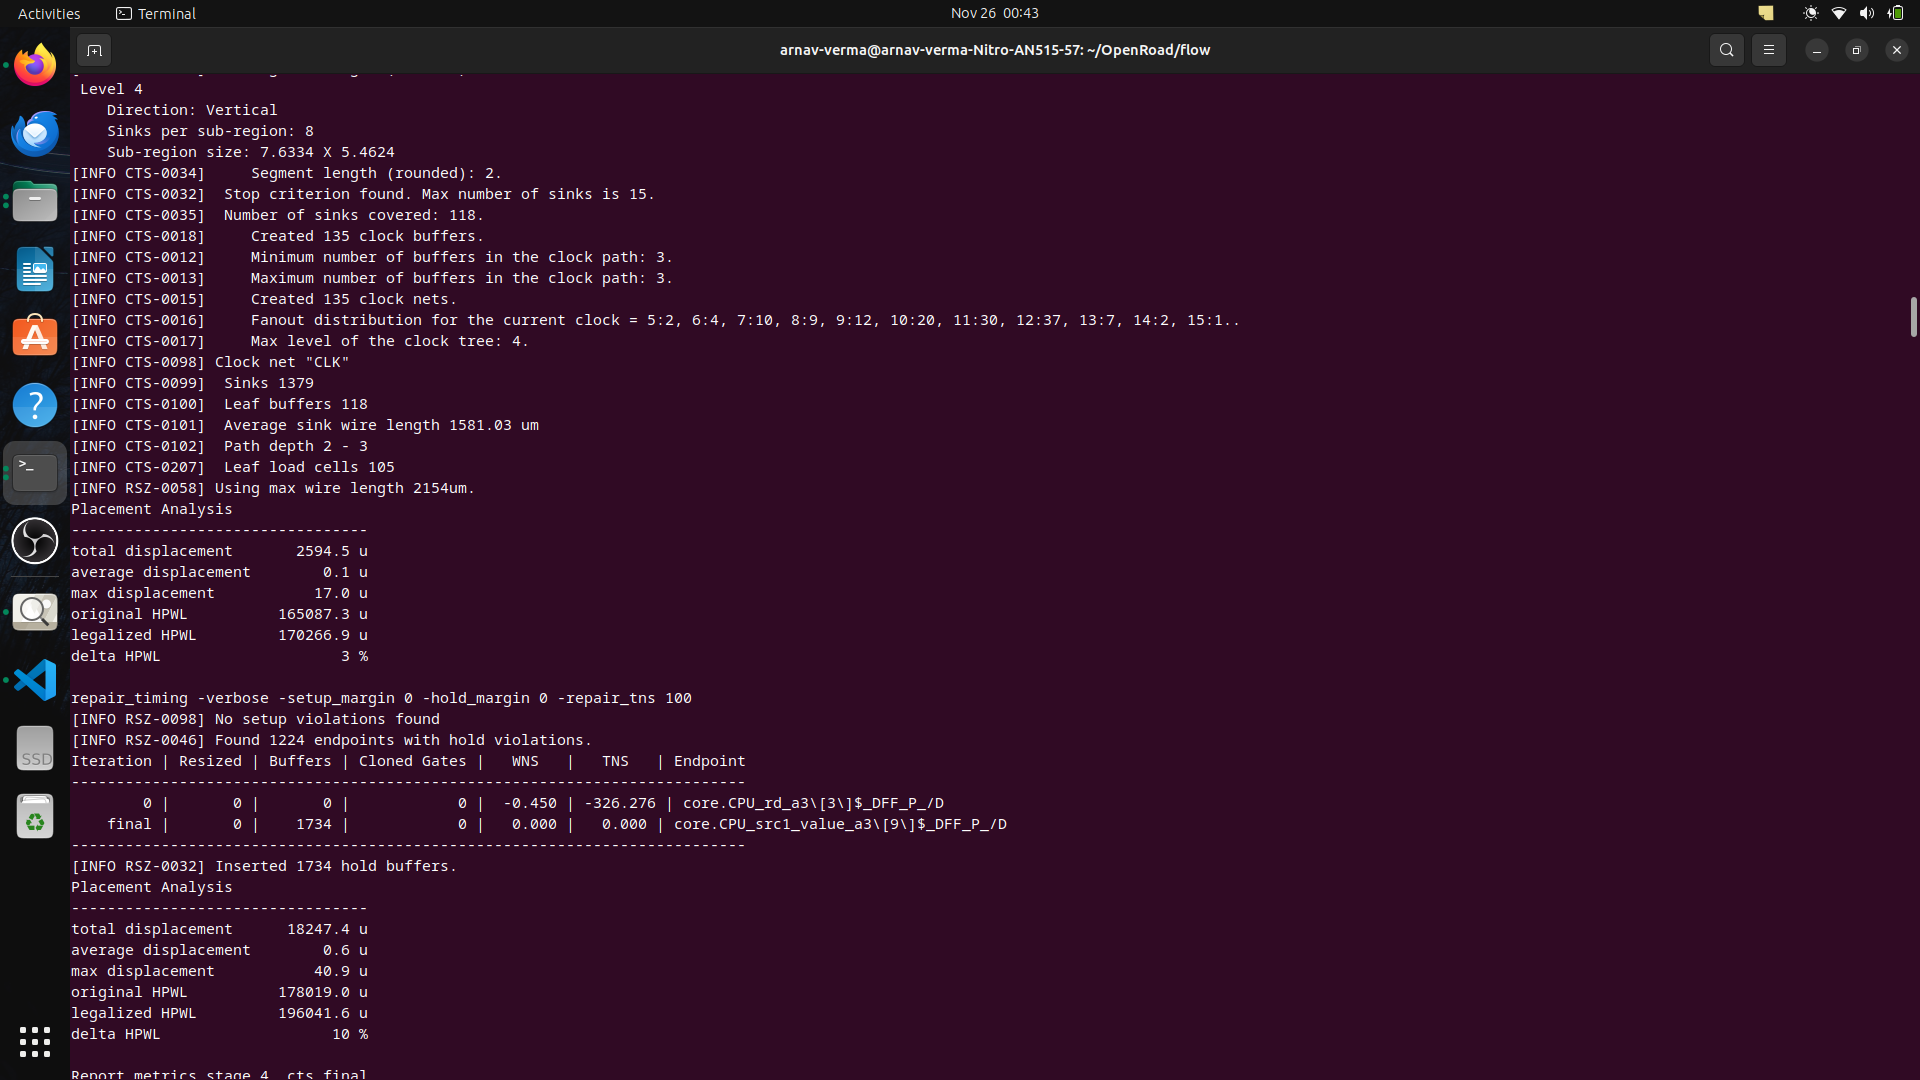 Activities
Terminal
Nov 26 00:43
arnav-verma@arnav-verma-Nitro-AN515-57: ~/OpenRoad/flow
 Level 4
    Direction: Vertical
    Sinks per sub-region: 8
    Sub-region size: 7.6334 X 5.4624
[INFO CTS-0034]     Segment length (rounded): 2.
[INFO CTS-0032]  Stop criterion found. Max number of sinks is 15.
[INFO CTS-0035]  Number of sinks covered: 118.
[INFO CTS-0018]     Created 135 clock buffers.
[INFO CTS-0012]     Minimum number of buffers in the clock path: 3.
[INFO CTS-0013]     Maximum number of buffers in the clock path: 3.
[INFO CTS-0015]     Created 135 clock nets.
[INFO CTS-0016]     Fanout distribution for the current clock = 5:2, 6:4, 7:10, 8:9, 9:12, 10:20, 11:30, 12:37, 13:7, 14:2, 15:1..
[INFO CTS-0017]     Max level of the clock tree: 4.
[INFO CTS-0098] Clock net "CLK"
[INFO CTS-0099]  Sinks 1379
[INFO CTS-0100]  Leaf buffers 118
[INFO CTS-0101]  Average sink wire length 1581.03 um
[INFO CTS-0102]  Path depth 2 - 3
[INFO CTS-0207]  Leaf load cells 105
[INFO RSZ-0058] Using max wire length 2154um.
Placement Analysis
---------------------------------
total displacement       2594.5 u
average displacement        0.1 u
max displacement           17.0 u
original HPWL          165087.3 u
legalized HPWL         170266.9 u
delta HPWL                    3 %
repair_timing -verbose -setup_margin 0 -hold_margin 0 -repair_tns 100
[INFO RSZ-0098] No setup violations found
[INFO RSZ-0046] Found 1224 endpoints with hold violations.
Iteration | Resized | Buffers | Cloned Gates |   WNS   |   TNS   | Endpoint
---------------------------------------------------------------------------
        0 |       0 |       0 |            0 |  -0.450 | -326.276 | core.CPU_rd_a3\[3\]$_DFF_P_/D
    final |       0 |    1734 |            0 |   0.000 |   0.000 | core.CPU_src1_value_a3\[9\]$_DFF_P_/D
---------------------------------------------------------------------------
[INFO RSZ-0032] Inserted 1734 hold buffers.
Placement Analysis
---------------------------------
total displacement      18247.4 u
average displacement        0.6 u
max displacement           40.9 u
original HPWL          178019.0 u
legalized HPWL         196041.6 u
delta HPWL                   10 %
Report metrics stage 4, cts final
SSD